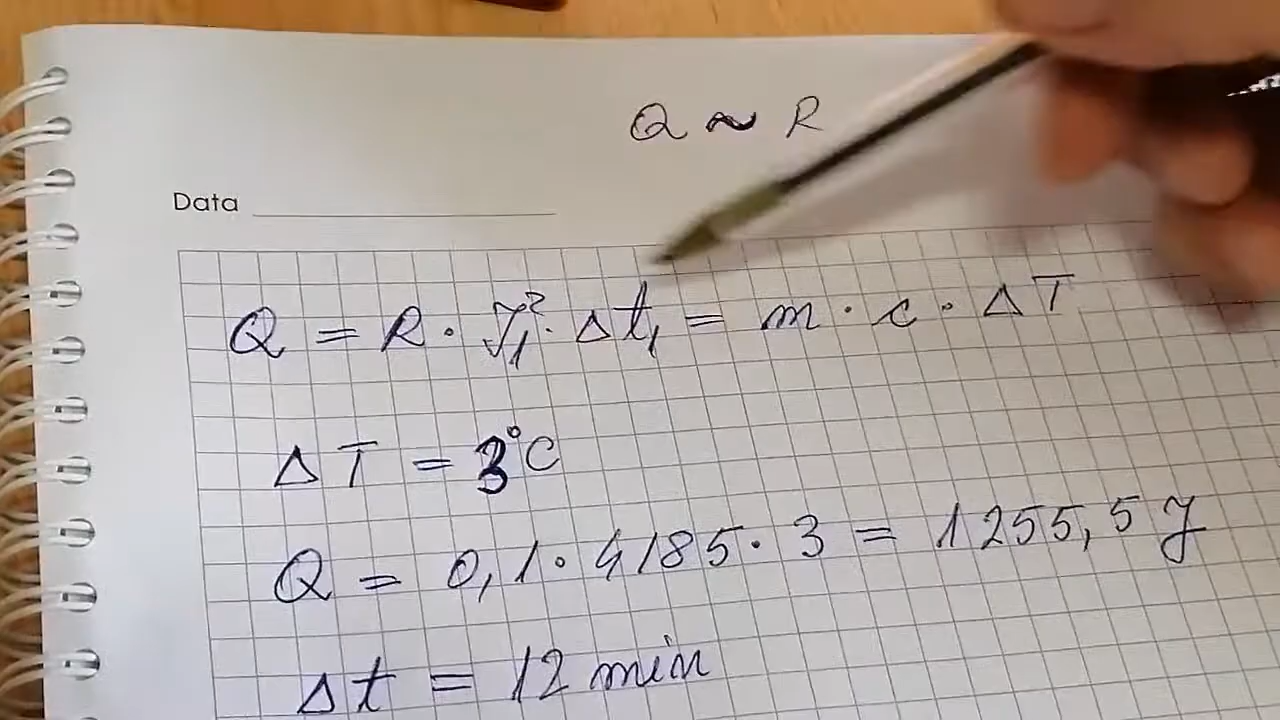 Q ~ R
Data
Q = R · I₁² · Δt₁ = m · c · ΔT
ΔT = 3°C
Q = 0,1 · 4185 · 3 = 1255,5 J
Δt = 12 min